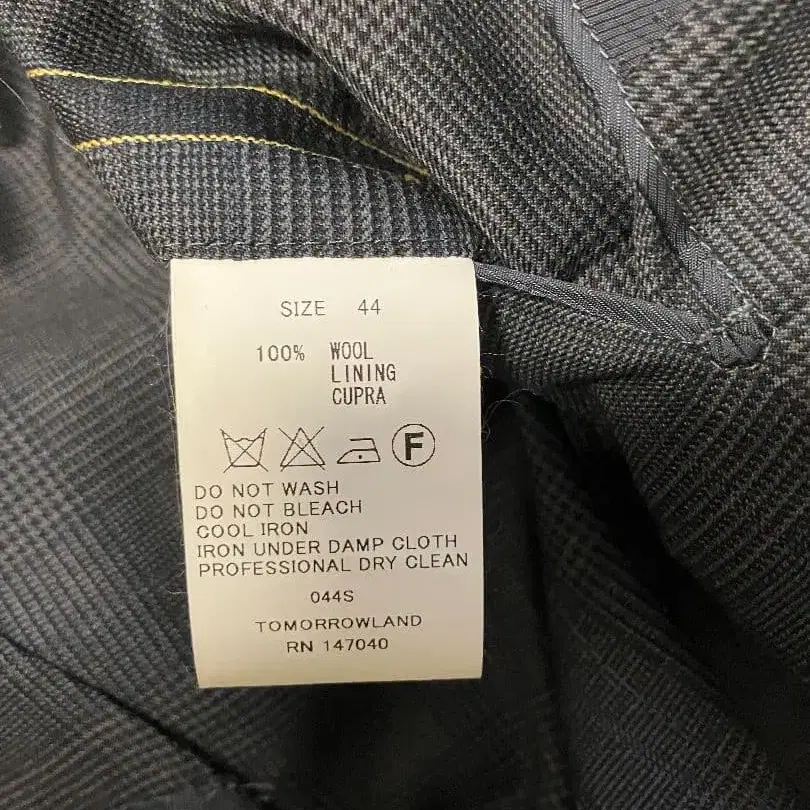 SIZE 44
100% WOOL
LINING
CUPRA
F
DO NOT WASH
DO NOT BLEACH
COOL IRON
IRON UNDER DAMP CLOTH
PROFESSIONAL DRY CLEAN
044S
TOMORROWLAND
RN 147040